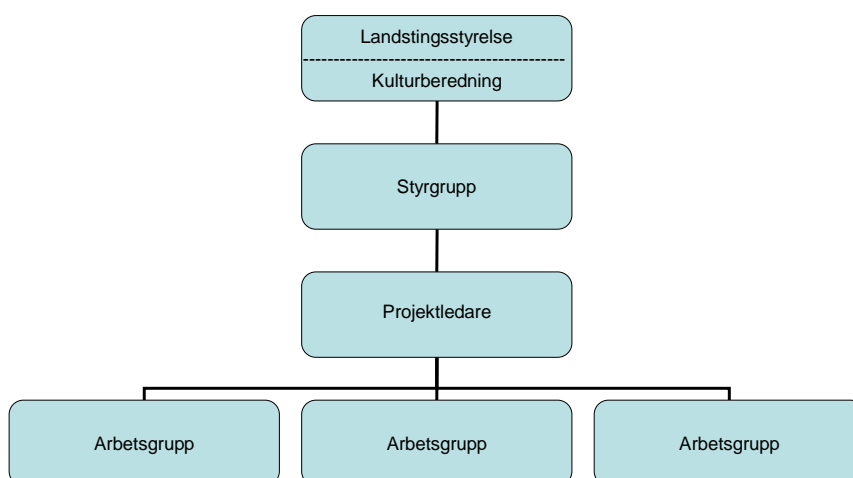 Landstingsstyrelse
Kulturberedning
Styrgrupp
Projektledare
Arbetsgrupp
Arbetsgrupp
Arbetsgrupp